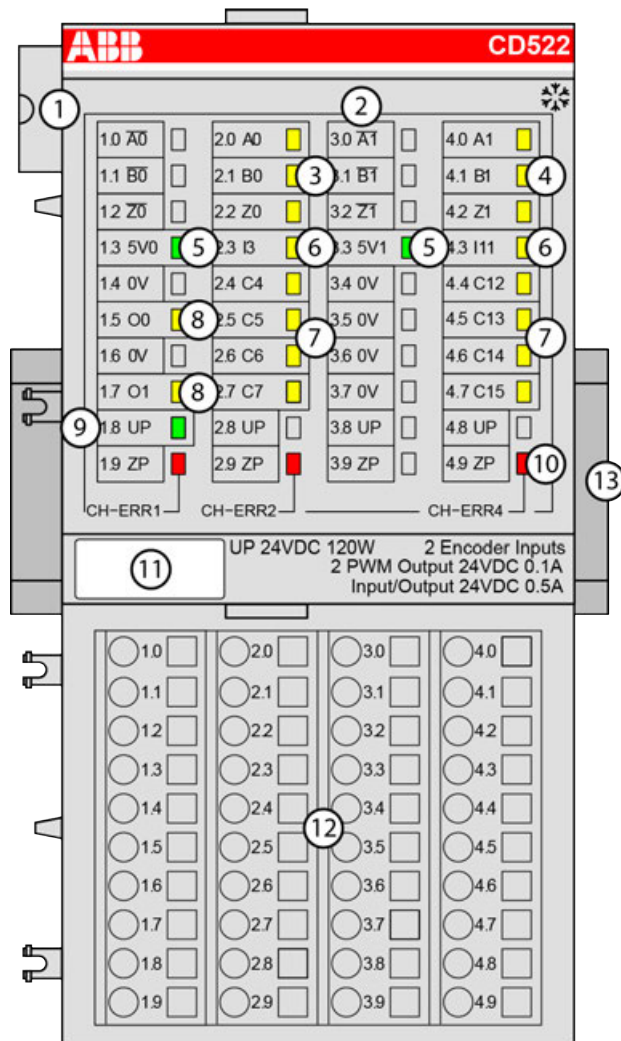 ABB CD522
1 2
1.0 A̅0̅ 2.0 A0 3.0 A̅1̅ 4.0 A1
1.1 B̅0̅ 2.1 B0 3 3.1 B̅1̅ 4.1 B1 4
1.2 Z̅0̅ 2.2 Z0 3.2 Z̅1̅ 4.2 Z1
1.3 5V0 5 2.3 I3 6 3.3 5V1 5 4.3 I11 6
1.4 0V 2.4 C4 3.4 0V 4.4 C12
1.5 O0 8 2.5 C5 3.5 0V 4.5 C13
7 7
1.6 0V 2.6 C6 3.6 0V 4.6 C14
1.7 O1 8 2.7 C7 3.7 0V 4.7 C15
9 1.8 UP 2.8 UP 3.8 UP 4.8 UP
1.9 ZP 2.9 ZP 3.9 ZP 4.9 ZP 10
13
CH-ERR1 CH-ERR2 CH-ERR4
11 UP 24VDC 120W 2 Encoder Inputs
2 PWM Output 24VDC 0.1A
Input/Output 24VDC 0.5A
1.0 2.0 3.0 4.0
1.1 2.1 3.1 4.1
1.2 2.2 3.2 4.2
1.3 2.3 3.3 4.3
1.4 2.4 3.4 4.4
12
1.5 2.5 3.5 4.5
1.6 2.6 3.6 4.6
1.7 2.7 3.7 4.7
1.8 2.8 3.8 4.8
1.9 2.9 3.9 4.9